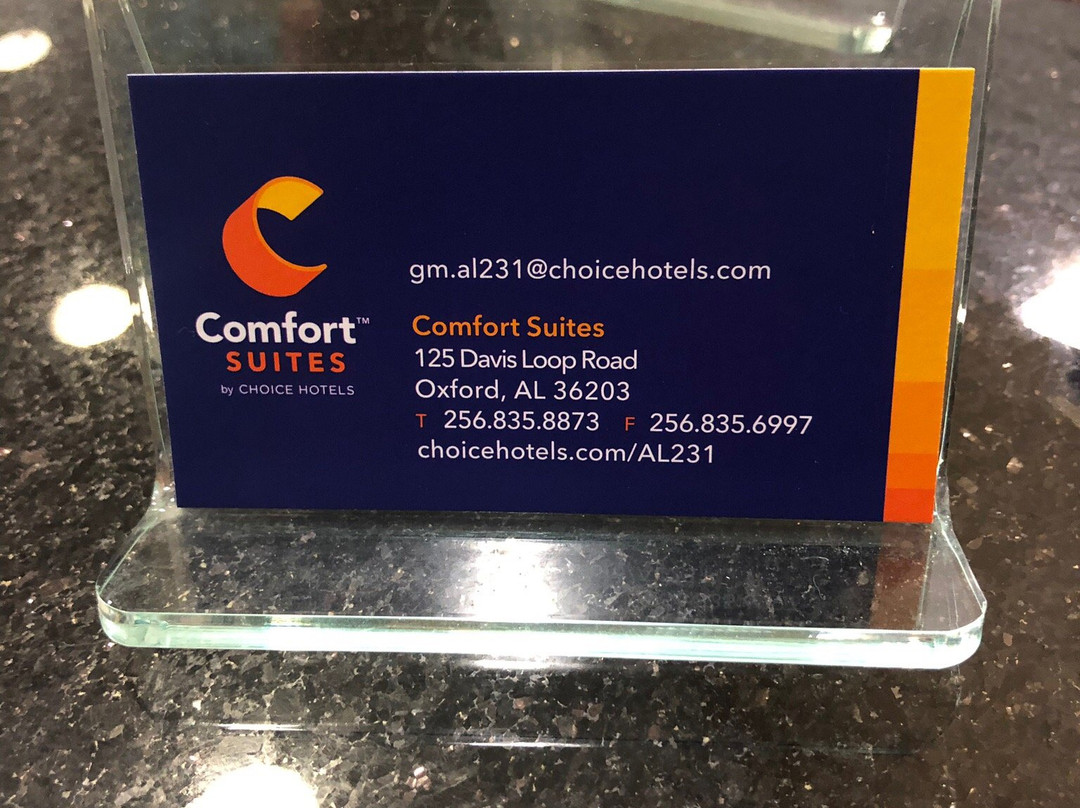 Comfort™
SUITES
by CHOICE HOTELS
gm.al231@choicehotels.com
Comfort Suites
125 Davis Loop Road
Oxford, AL 36203
T 256.835.8873 F 256.835.6997
choicehotels.com/AL231